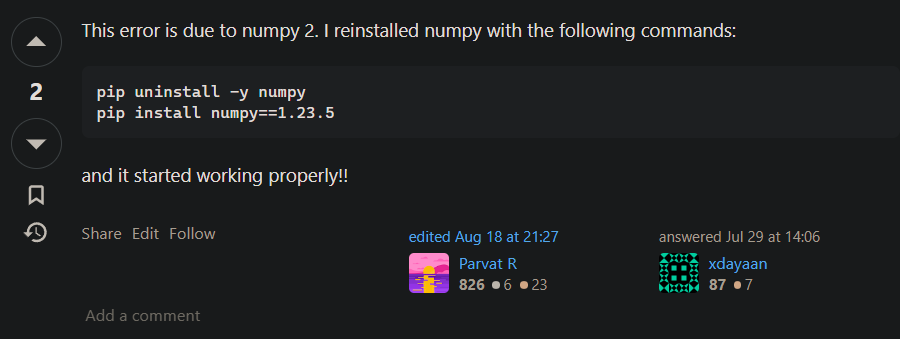 This error is due to numpy 2. I reinstalled numpy with the following commands:
2
pip uninstall -y numpy
pip install numpy==1.23.5
and it started working properly!!
Share Edit Follow
edited Aug 18 at 21:27
Parvat R
826 6 23
answered Jul 29 at 14:06
xdayaan
87 7
Add a comment